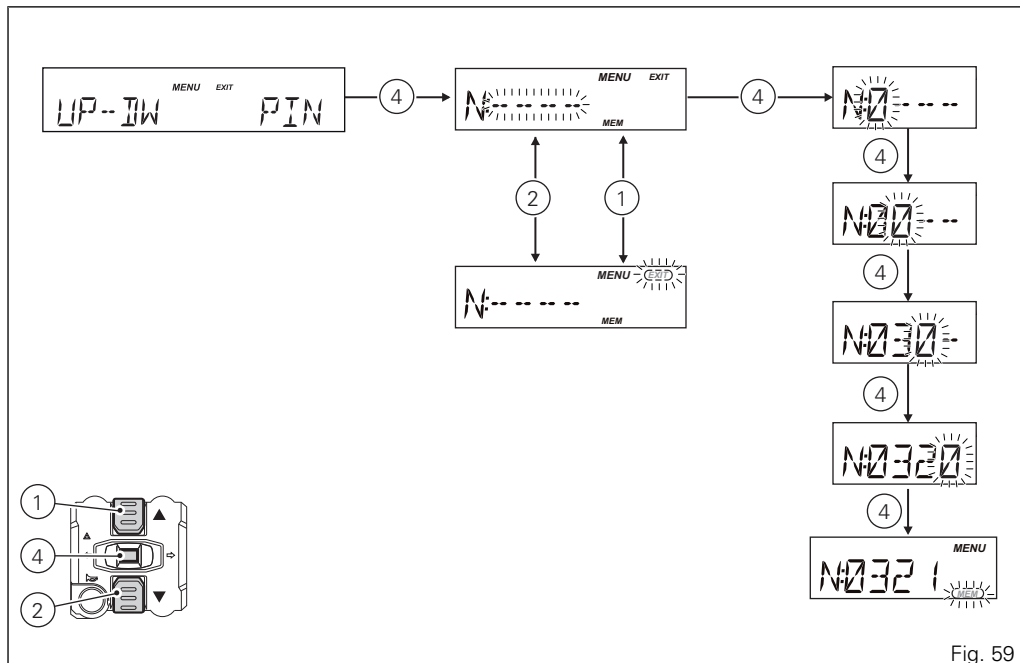 MENU EXIT
UP-DW PIN
4
MENU EXIT
N:----
MEM
4
N:0---
4
N:00--
4
N:030-
4
N:0320
4
MENU
N:0321
MEM
2
1
MENU EXIT
N:----
MEM
1
4
2
Fig. 59